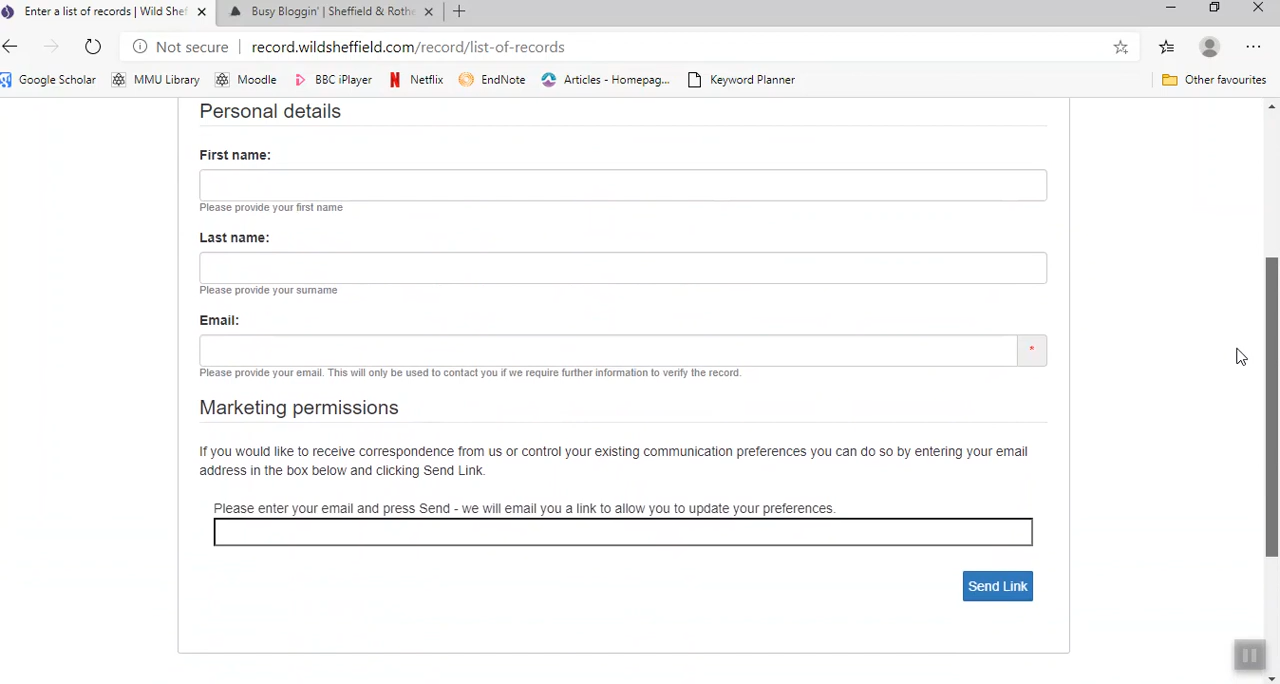 Enter a list of records | Wild Shef
Busy Bloggin' | Sheffield & Rothe
Not secure
record.wildsheffield.com/record/list-of-records
Google Scholar
MMU Library
Moodle
BBC iPlayer
Netflix
EndNote
Articles - Homepag...
Keyword Planner
Other favourites
Personal details
First name:
Please provide your first name
Last name:
Please provide your surname
Email:
*
Please provide your email. This will only be used to contact you if we require further information to verify the record.
Marketing permissions
If you would like to receive correspondence from us or control your existing communication preferences you can do so by entering your email
address in the box below and clicking Send Link.
Please enter your email and press Send - we will email you a link to allow you to update your preferences.
Send Link